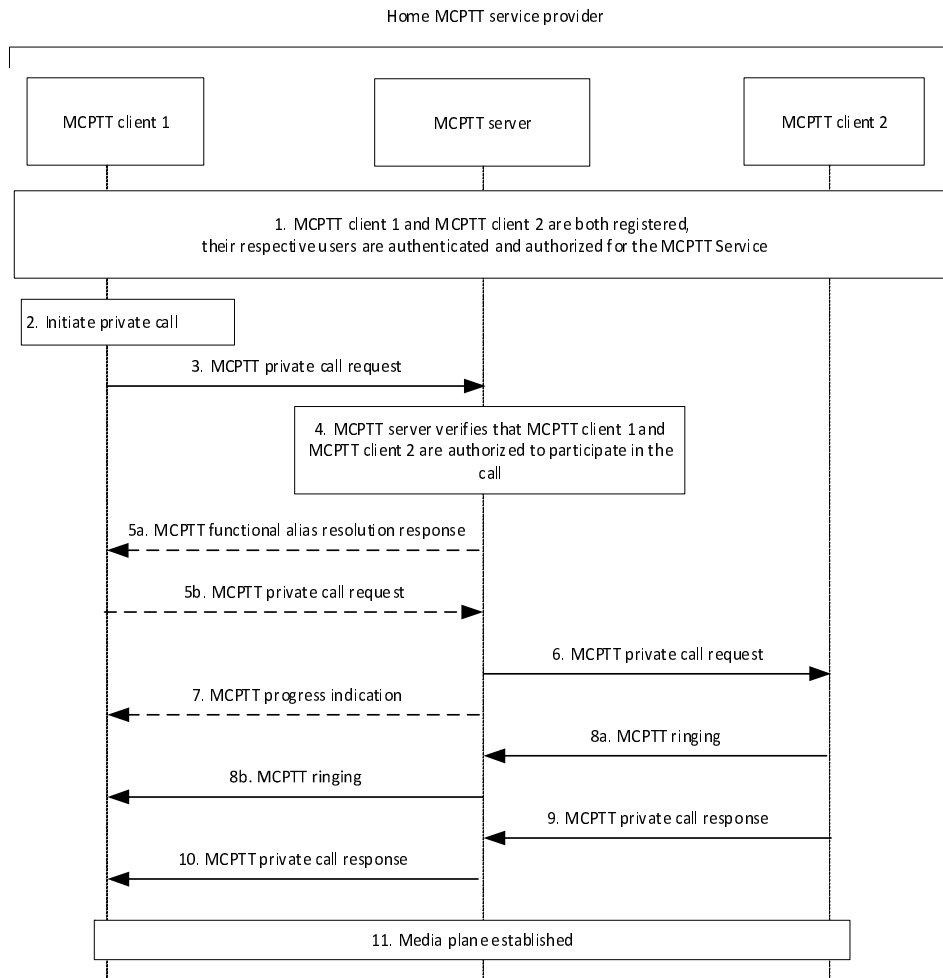 Home MCPTT service provider
MCPTT client 1
MCPTT server
MCPTT client 2
1. MCPTT client 1 and MCPTT client 2 are both registered,
their respective users are authenticated and authorized for the MCPTT Service
2. Initiate private call
3. MCPTT private call request
4. MCPTT server verifies that MCPTT client 1 and
MCPTT client 2 are authorized to participate in the
call
5a. MCPTT functional alias resolution response
5b. MCPTT private call request
6. MCPTT private call request
7. MCPTT progress indication
8a. MCPTT ringing
8b. MCPTT ringing
9. MCPTT private call response
10. MCPTT private call response
11. Media plane established